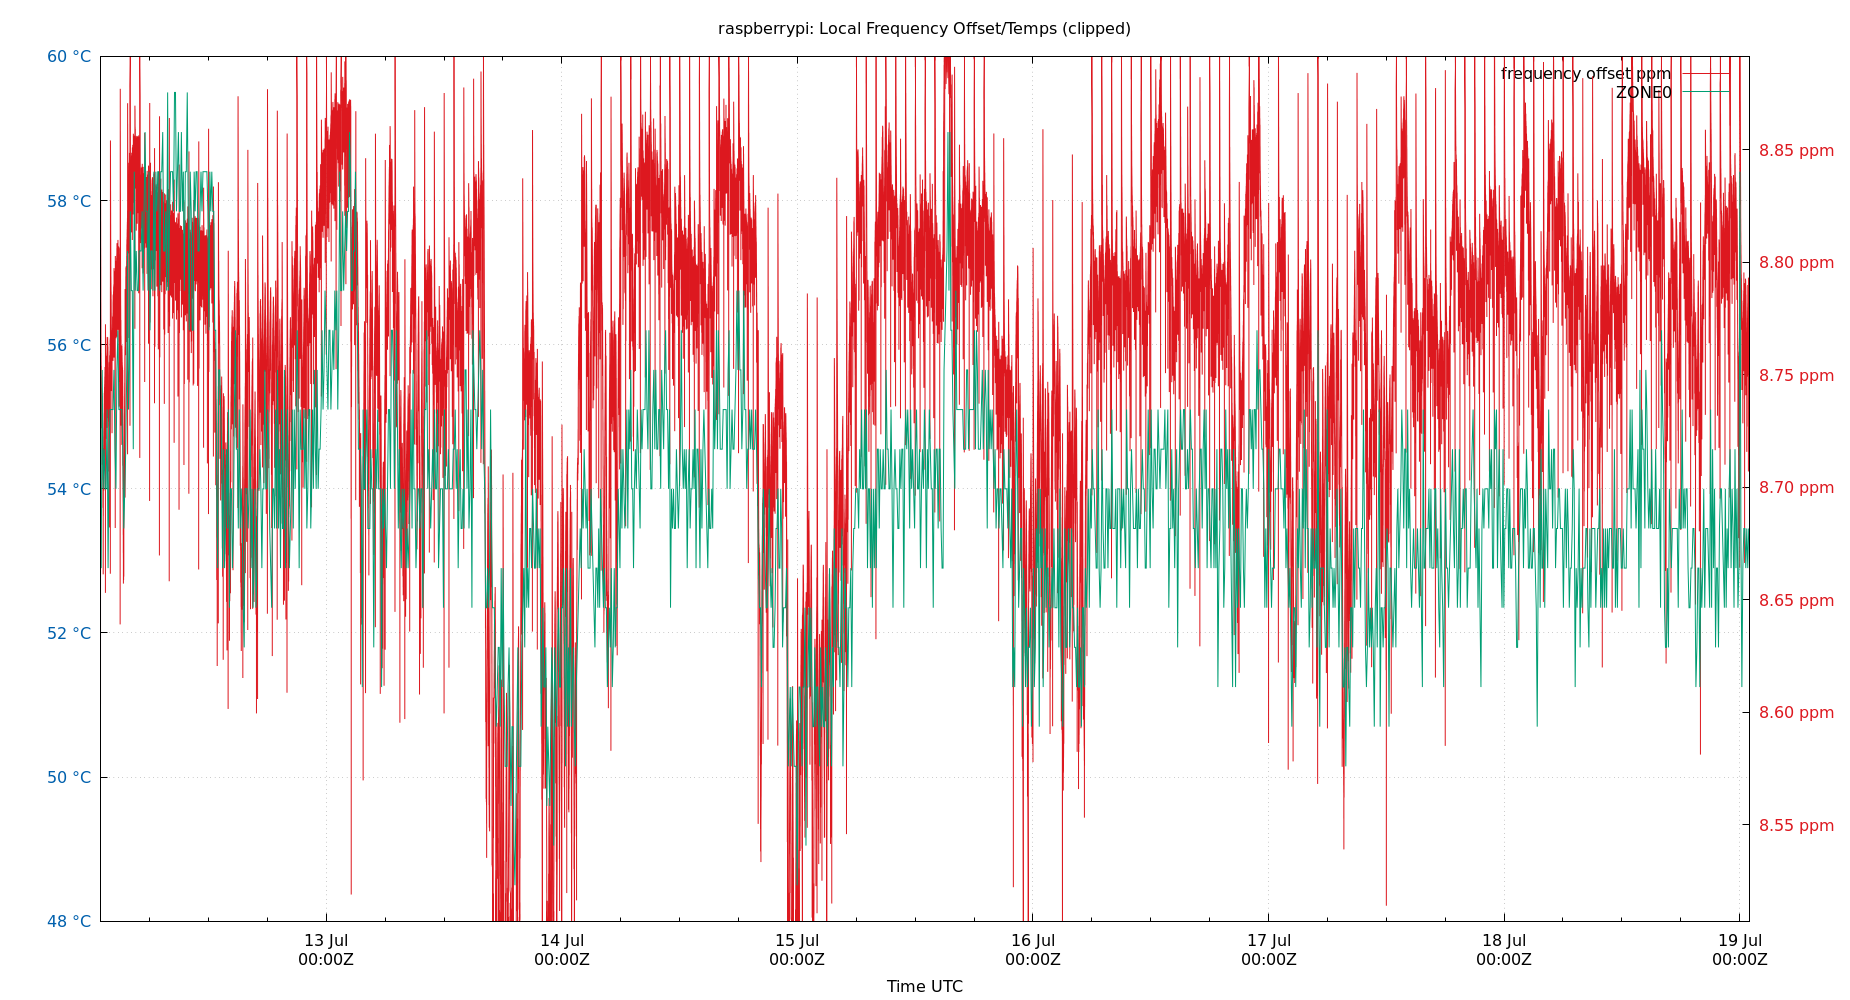 raspberrypi: Local Frequency Offset/Temps (clipped)
60 °C
58 °C
56 °C
54 °C
52 °C
50 °C
48 °C
frequency offset ppm
ZONE0
8.85 ppm
8.80 ppm
8.75 ppm
8.70 ppm
8.65 ppm
8.60 ppm
8.55 ppm
13 Jul
00:00Z
14 Jul
00:00Z
15 Jul
00:00Z
16 Jul
00:00Z
17 Jul
00:00Z
18 Jul
00:00Z
19 Jul
00:00Z
Time UTC